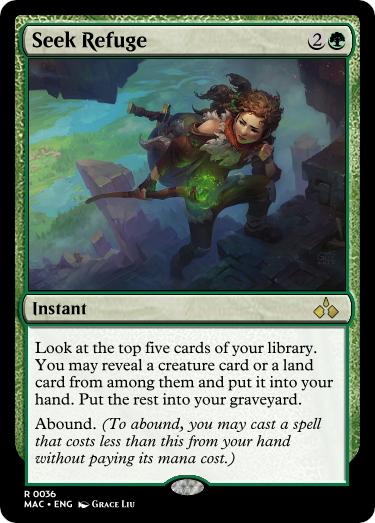 Seek Refuge 2
Instant
Look at the top five cards of your library.
You may reveal a creature card or a land
card from among them and put it into your
hand. Put the rest into your graveyard.
Abound. (To abound, you may cast a spell
that costs less than this from your hand
without paying its mana cost.)
R 0036
MAC • ENG Grace Liu